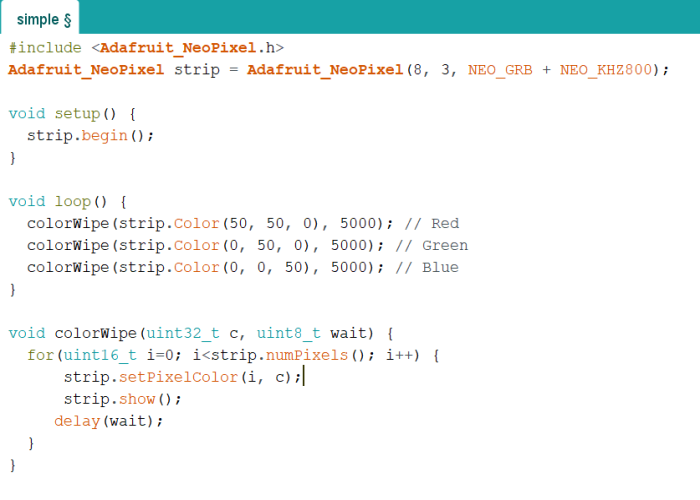 simple §
#include <Adafruit_NeoPixel.h>
Adafruit_NeoPixel strip = Adafruit_NeoPixel(8, 3, NEO_GRB + NEO_KHZ800);
void setup() {
strip.begin();
}
void loop() {
colorWipe(strip.Color(50, 50, 0), 5000); // Red
colorWipe(strip.Color(0, 50, 0), 5000); // Green
colorWipe(strip.Color(0, 0, 50), 5000); // Blue
}
void colorWipe(uint32_t c, uint8_t wait) {
for(uint16_t i=0; i<strip.numPixels(); i++) {
strip.setPixelColor(i, c);
strip.show();
delay(wait);
}
}